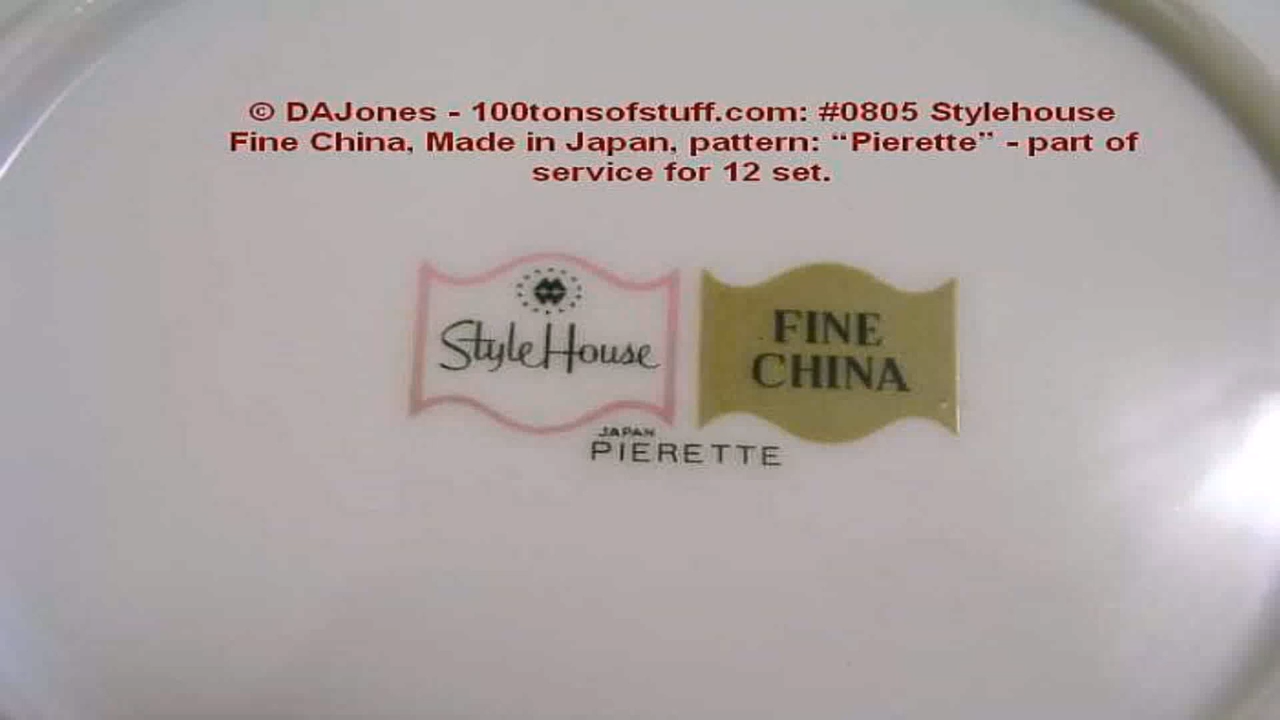 © DAJones - 100tonsofstuff.com: #0805 Stylehouse
Fine China, Made in Japan, pattern: “Pierette” - part of
service for 12 set.
StyleHouse
FINE
CHINA
JAPAN
PIERETTE